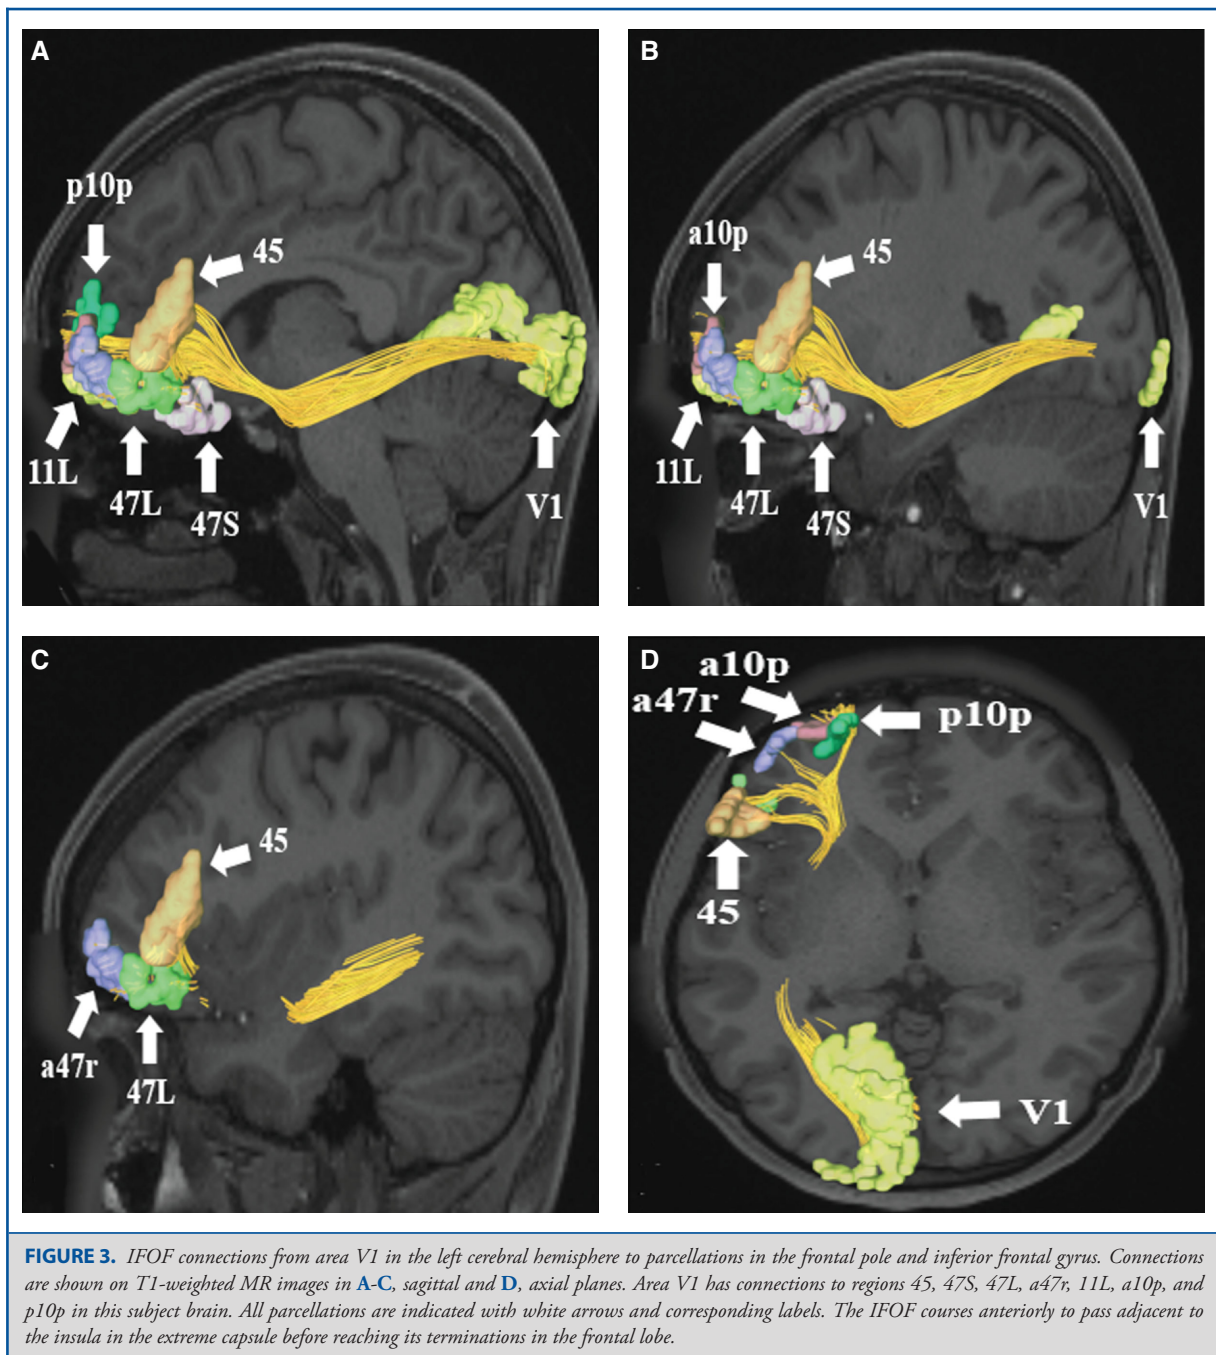 A
p10p
45
11L
47L
47S
V1
B
a10p
45
11L
47L
47S
V1
C
45
a47r
47L
D
a10p
a47r
p10p
45
V1
FIGURE 3. IFOF connections from area V1 in the left cerebral hemisphere to parcellations in the frontal pole and inferior frontal gyrus. Connections
are shown on T1-weighted MR images in A-C, sagittal and D, axial planes. Area V1 has connections to regions 45, 47S, 47L, a47r, 11L, a10p, and
p10p in this subject brain. All parcellations are indicated with white arrows and corresponding labels. The IFOF courses anteriorly to pass adjacent to
the insula in the extreme capsule before reaching its terminations in the frontal lobe.